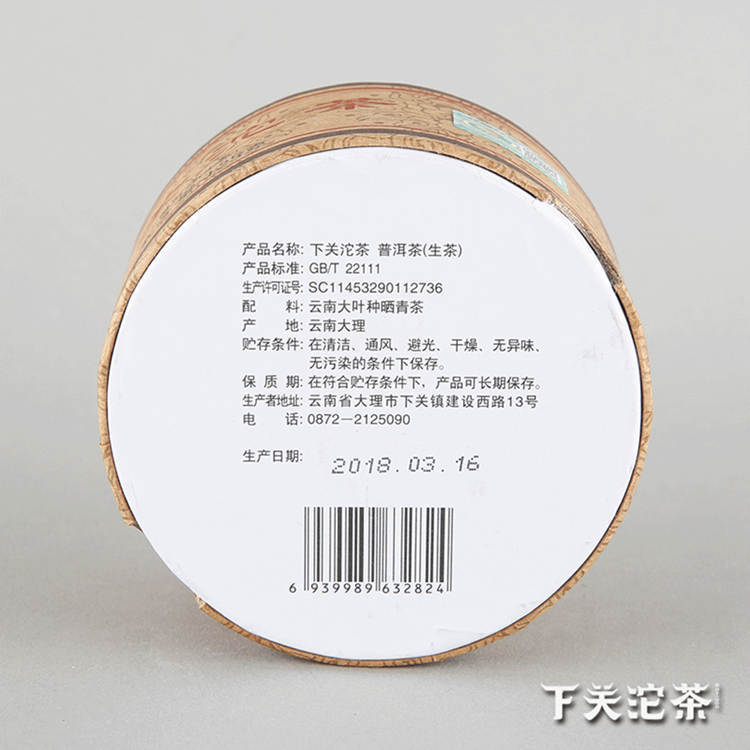 沱茶
产品名称: 下关沱茶 普洱茶(生茶)
产品标准: GB/T 22111
生产许可证号: SC11453290112736
配 料: 云南大叶种晒青茶
产 地: 云南大理
贮存条件: 在清洁、通风、避光、干燥、无异味、
无污染的条件下保存。
保 质 期: 在符合贮存条件下，产品可长期保存。
生产者地址: 云南省大理市下关镇建设西路13号
电 话: 0872－2125090
生产日期: 2018.03.16
6 939989 632824
下关沱茶